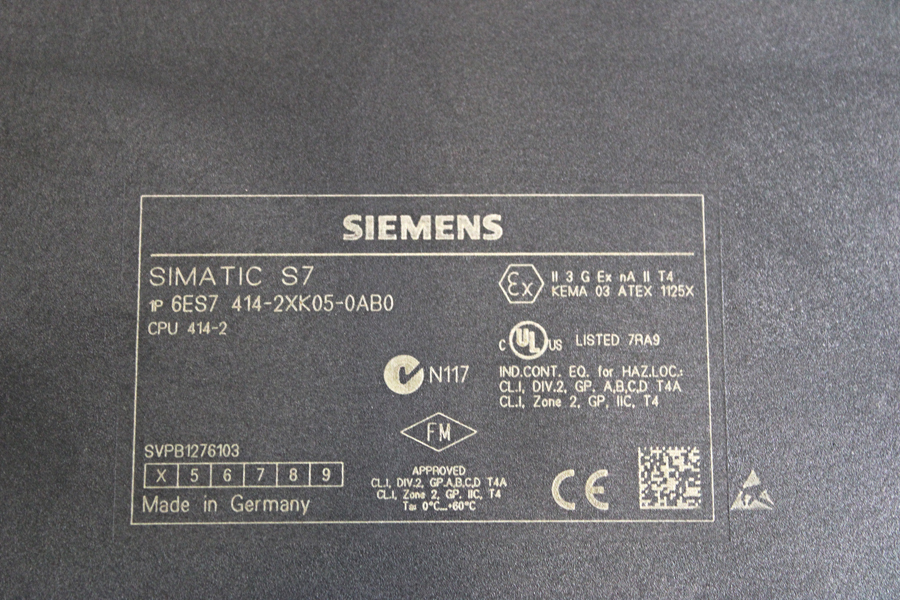 SIEMENS
SIMATIC S7
1P 6ES7 414-2XK05-0AB0
CPU 414-2
Ex II 3 G Ex nA II T4
KEMA 03 ATEX 1125X
C UL US LISTED 7RA9
N117
IND.CONT. EQ. for HAZ.LOC.:
CL.I, DIV.2, GP. A,B,C,D T4A
CL.I, Zone 2, GP, IIC, T4
FM
APPROVED
CL.I, DIV.2, GP.A,B,C,D T4A
CL.I, Zone 2, GP, IIC, T4
Ta: 0°C...+60°C
SVPB1276103
X 5 6 7 8 9
Made in Germany
CE